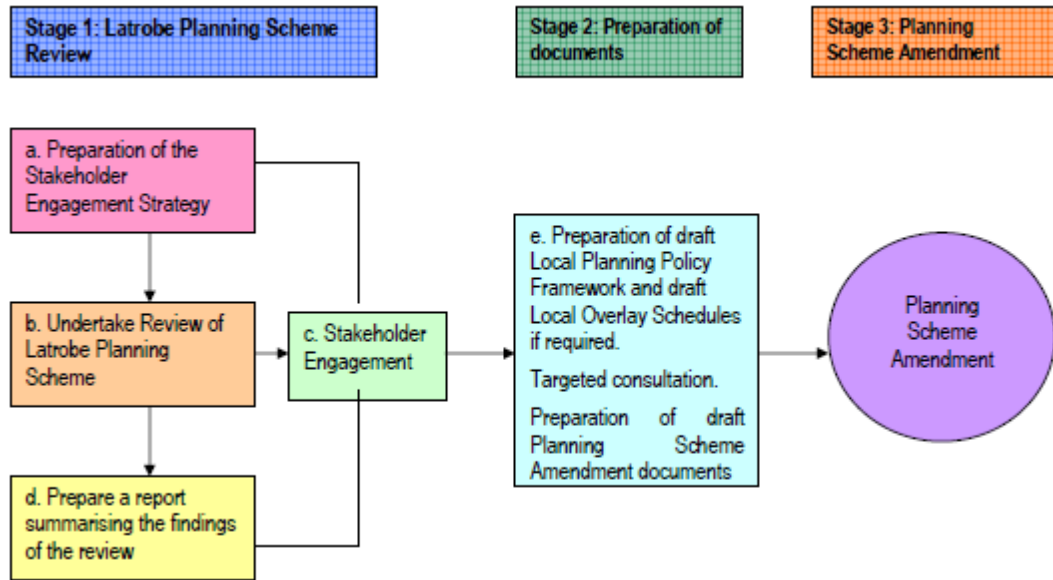 Stage 1: Latrobe Planning Scheme
Review
Stage 2: Preparation of
documents
Stage 3: Planning
Scheme Amendment
a. Preparation of the
Stakeholder
Engagement Strategy
b. Undertake Review of
Latrobe Planning
Scheme
c. Stakeholder
Engagement
d. Prepare a report
summarising the findings
of the review
e. Preparation of draft
Local Planning Policy
Framework and draft
Local Overlay Schedules
if required.
Targeted consultation.
Preparation of draft
Planning Scheme
Amendment documents
Planning
Scheme
Amendment